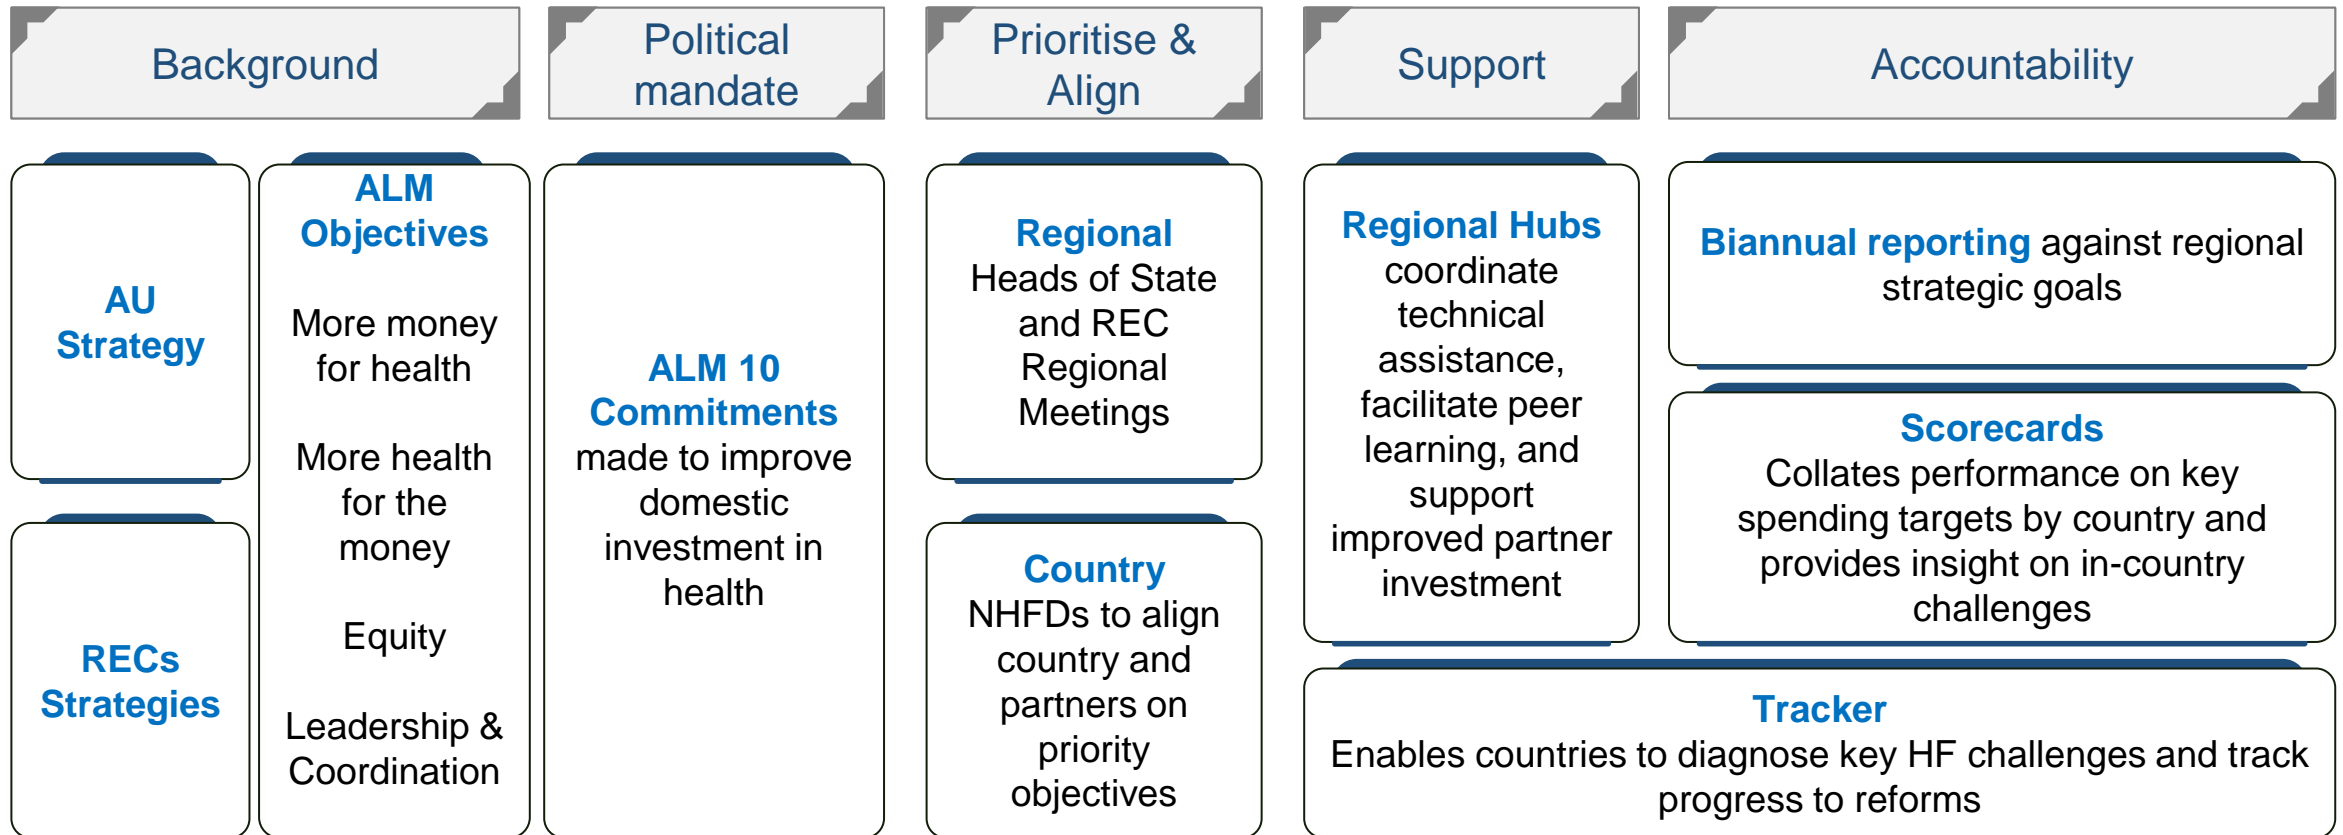 Background
Political
mandate
Prioritise &
Align
Support
Accountability
AU
Strategy
RECs
Strategies
ALM
Objectives
More money
for health
More health
for the
money
Equity
Leadership &
Coordination
ALM 10
Commitments
made to improve
domestic
investment in
health
Regional
Heads of State
and REC
Regional
Meetings
Country
NHFDs to align
country and
partners on
priority
objectives
Regional Hubs
coordinate
technical
assistance,
facilitate peer
learning, and
support
improved partner
investment
Biannual reporting against regional
strategic goals
Scorecards
Collates performance on key
spending targets by country and
provides insight on in-country
challenges
Tracker
Enables countries to diagnose key HF challenges and track
progress to reforms